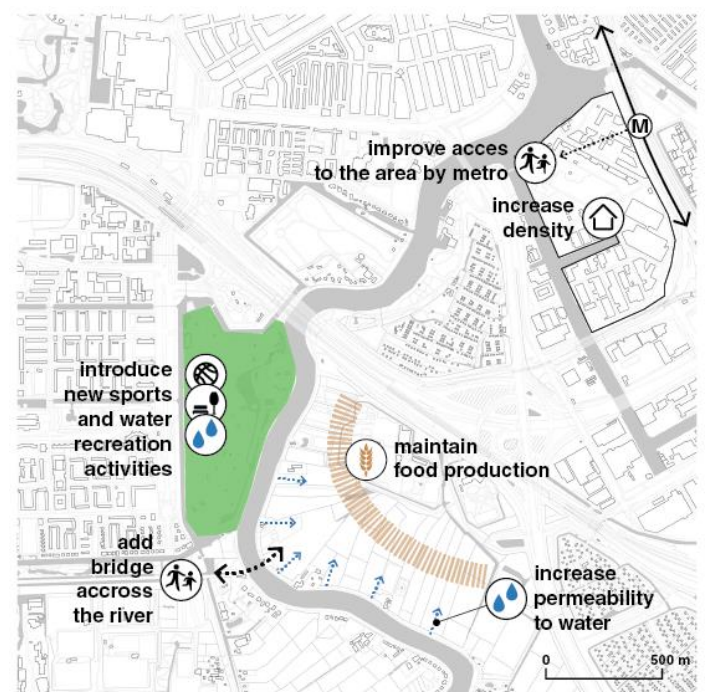 M
improve acces
to the area by metro
increase
density
introduce
new sports
and water
recreation
activities
maintain
food production
add
bridge
accross
the river
increase
permeability
to water
0 500 m